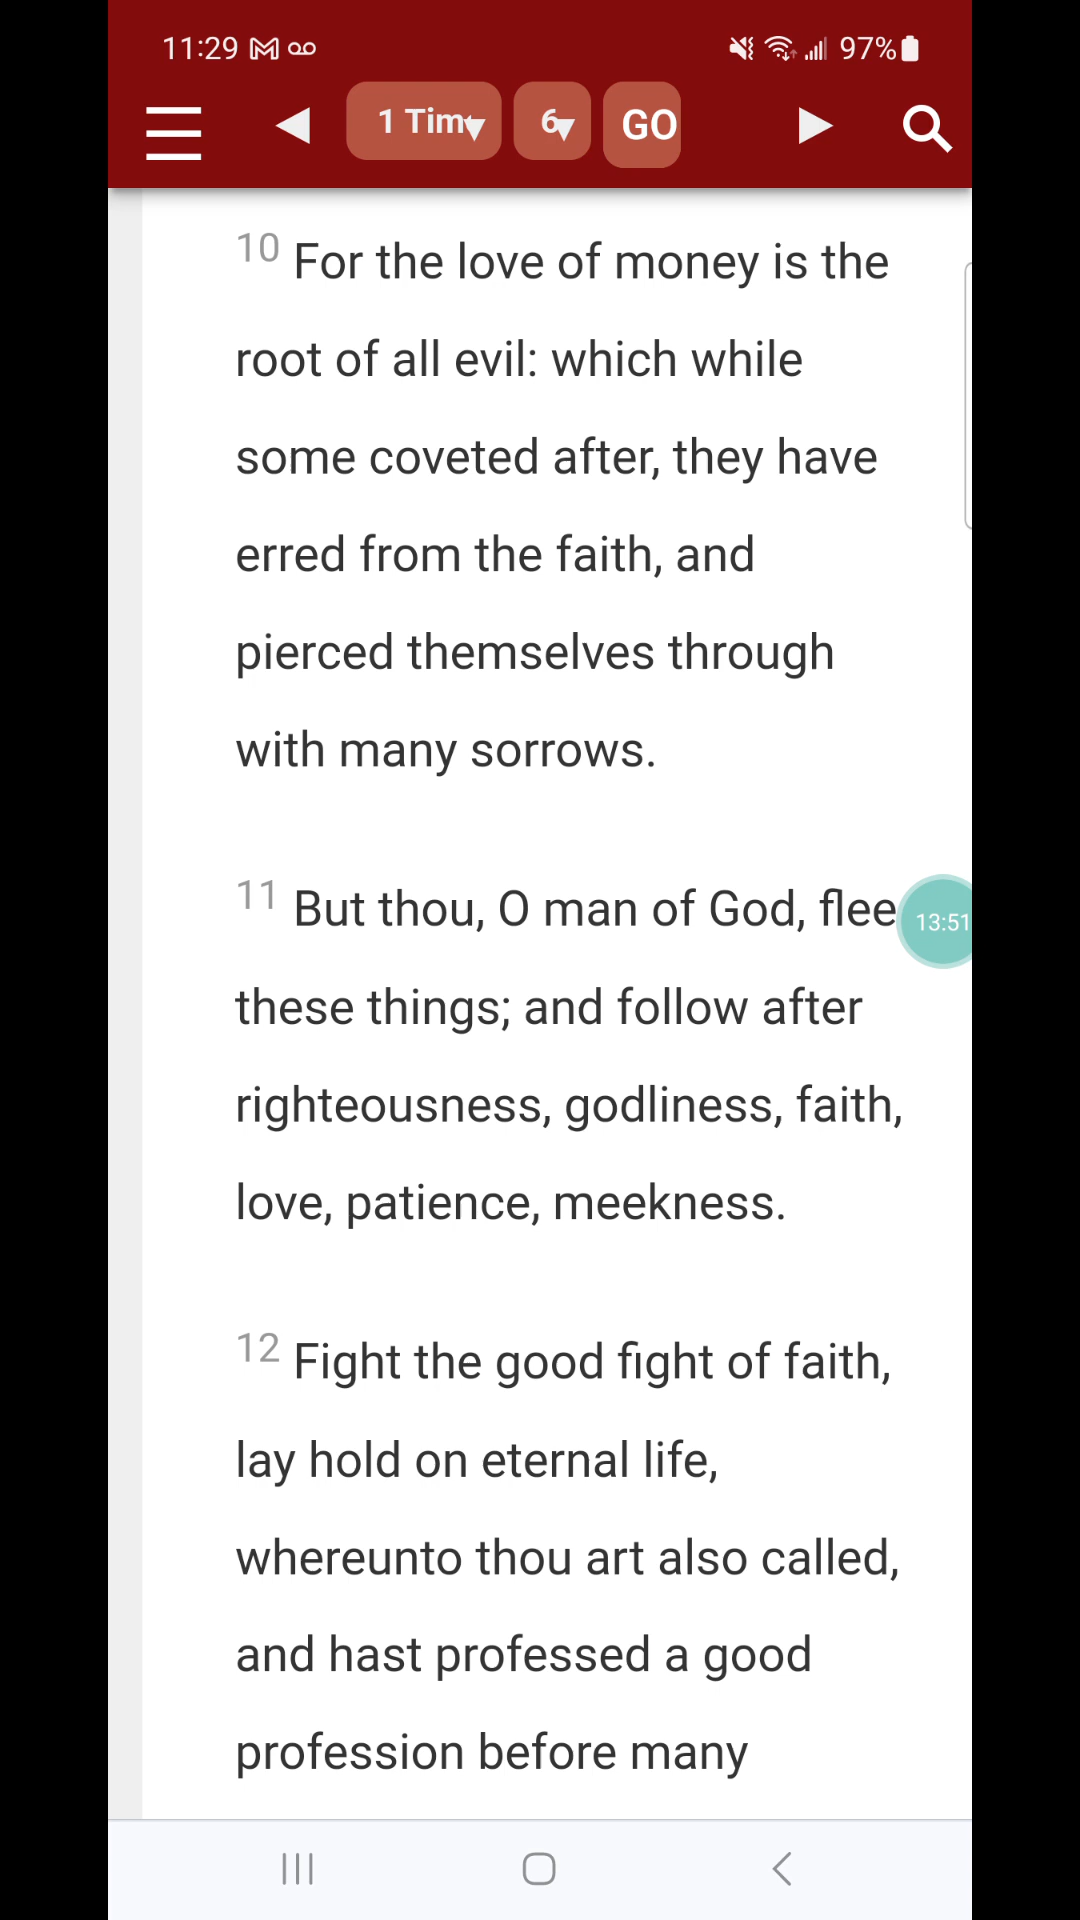 11:29 97%
1 Tim 6 GO
10 For the love of money is the
root of all evil: which while
some coveted after, they have
erred from the faith, and
pierced themselves through
with many sorrows.
11 But thou, O man of God, flee
13:51
these things; and follow after
righteousness, godliness, faith,
love, patience, meekness.
12 Fight the good fight of faith,
lay hold on eternal life,
whereunto thou art also called,
and hast professed a good
profession before many